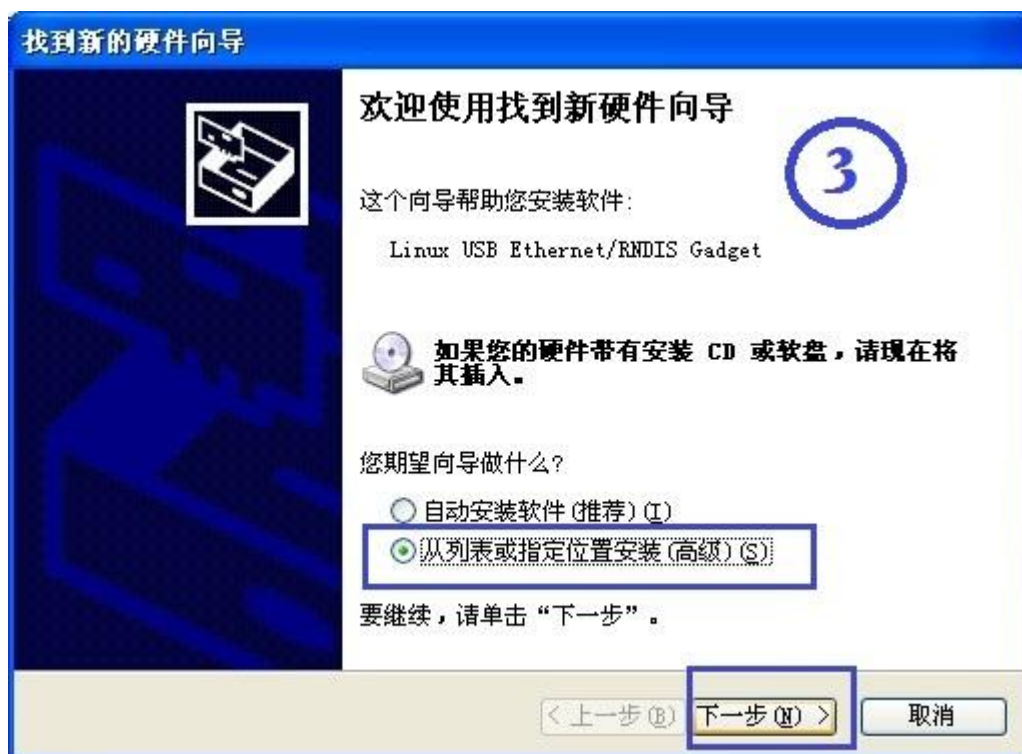 找到新的硬件向导
欢迎使用找到新硬件向导
3
这个向导帮助您安装软件:
Linux USB Ethernet/RNDIS Gadget
如果您的硬件带有安装 CD 或软盘，请现在将
其插入。
您期望向导做什么?
自动安装软件(推荐)(I)
从列表或指定位置安装(高级)(S)
要继续，请单击“下一步”。
< 上一步(B) 下一步(N) > 取消